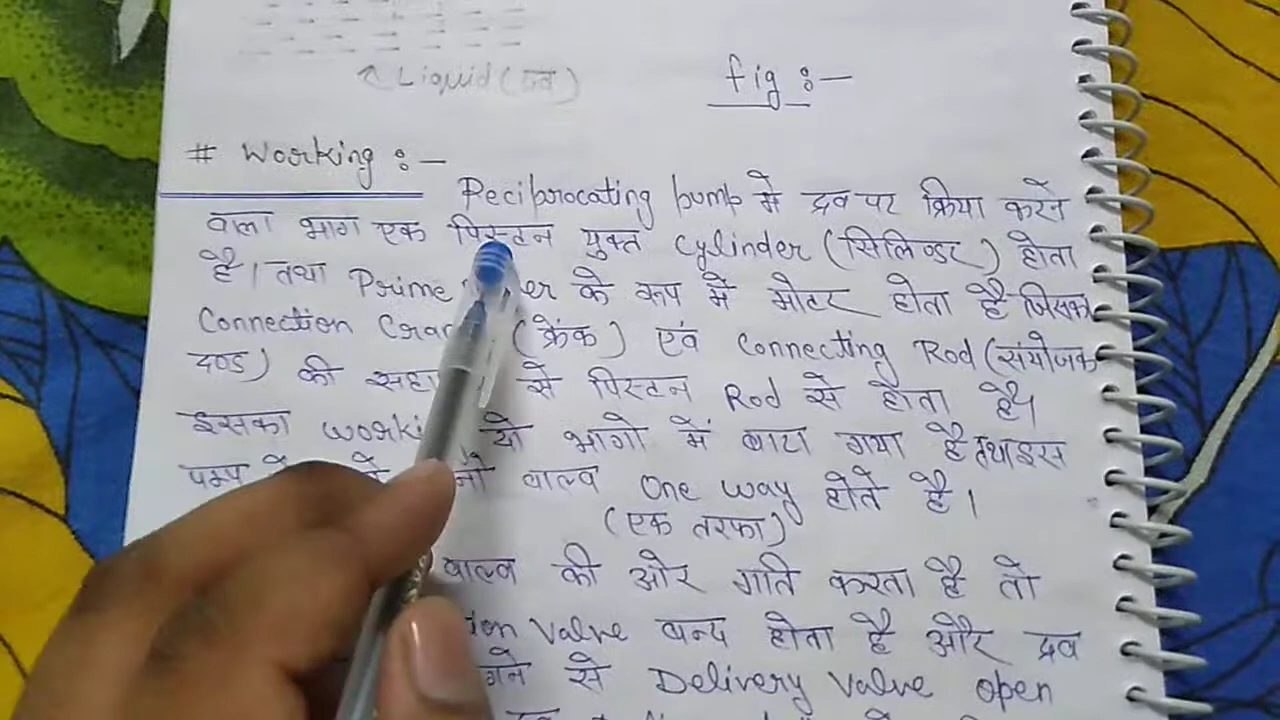 Liquid (द्रव)
fig :-
# Working :-
Reciprocating pump मे द्रव पर क्रिया करने
वाला भाग एक पिस्टन युक्त Cylinder (सिलिण्डर) होता
है। तथा Prime के रूप में मोटर होता है जिसका
Connection (क्रेंक) एवं Connecting Rod (संयोजक
दण्ड) की से पिस्टन Rod से होता है।
इसका भागो में बाटा गया है तथा इस
पम्प वाल्व One way होते है।
(एक तरफा)
वाल्व की ओर गति करता है तो
Valve बन्द होता है और द्रव
से Delivery Valve open